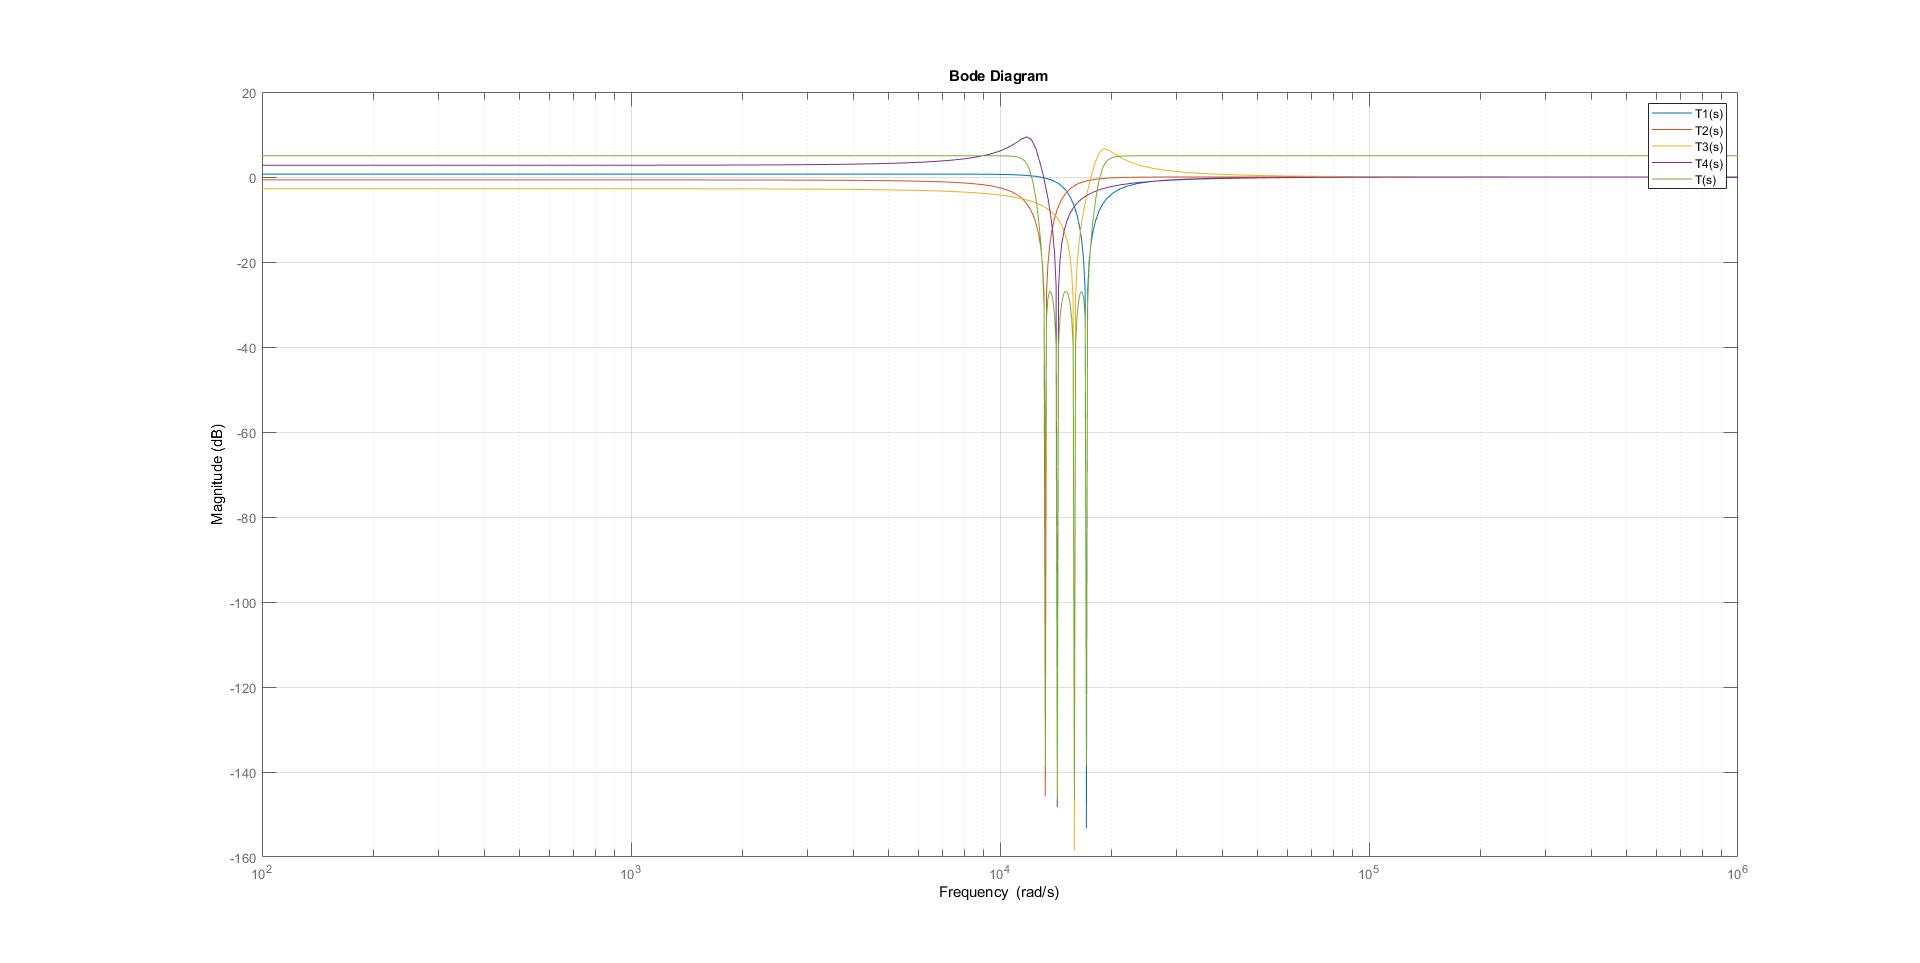 Bode Diagram
20
0
-20
-40
-60
-80
-100
-120
-140
-160
Magnitude (dB)
10^2
10^3
10^4
10^5
10^6
Frequency (rad/s)
T1(s)
T2(s)
T3(s)
T4(s)
T(s)